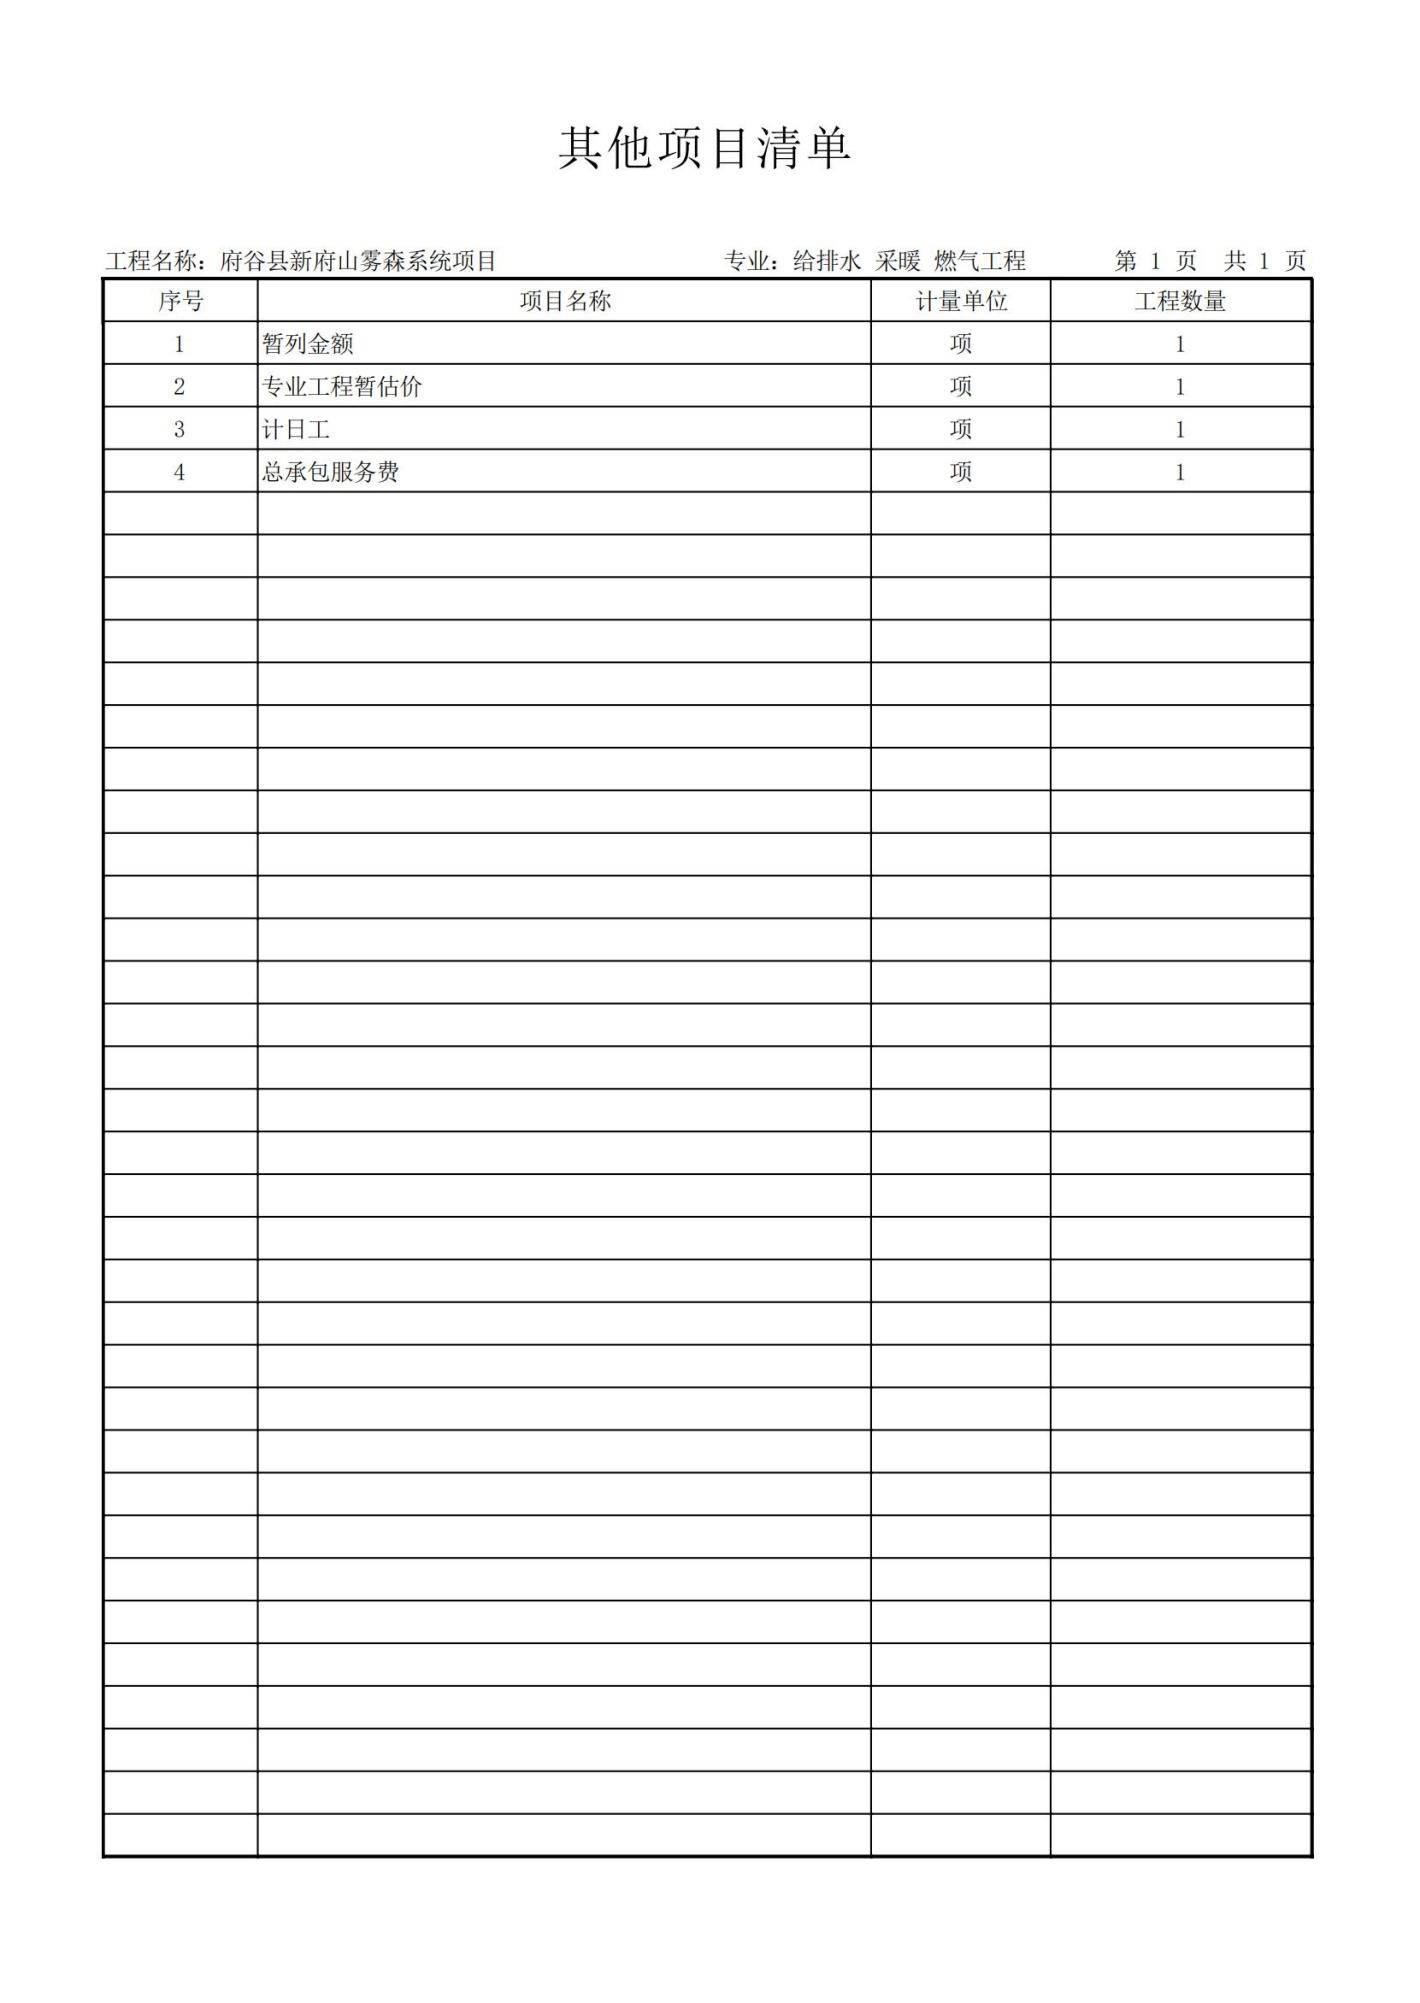 其他项目清单
工程名称：府谷县新府山雾森系统项目 专业：给排水 采暖 燃气工程 第 1 页 共 1 页
序号 项目名称 计量单位 工程数量
1 暂列金额 项 1
2 专业工程暂估价 项 1
3 计日工 项 1
4 总承包服务费 项 1